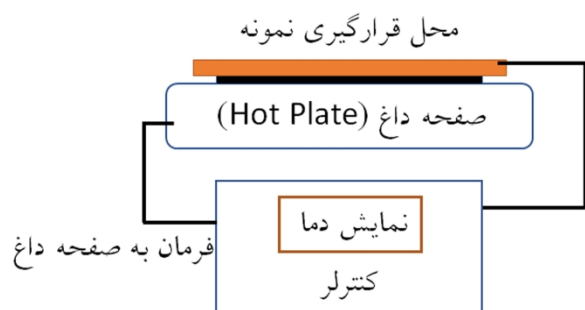 محل قرارگیری نمونه
صفحه داغ (Hot Plate)
نمایش دما
فرمان به صفحه داغ
کنترلر